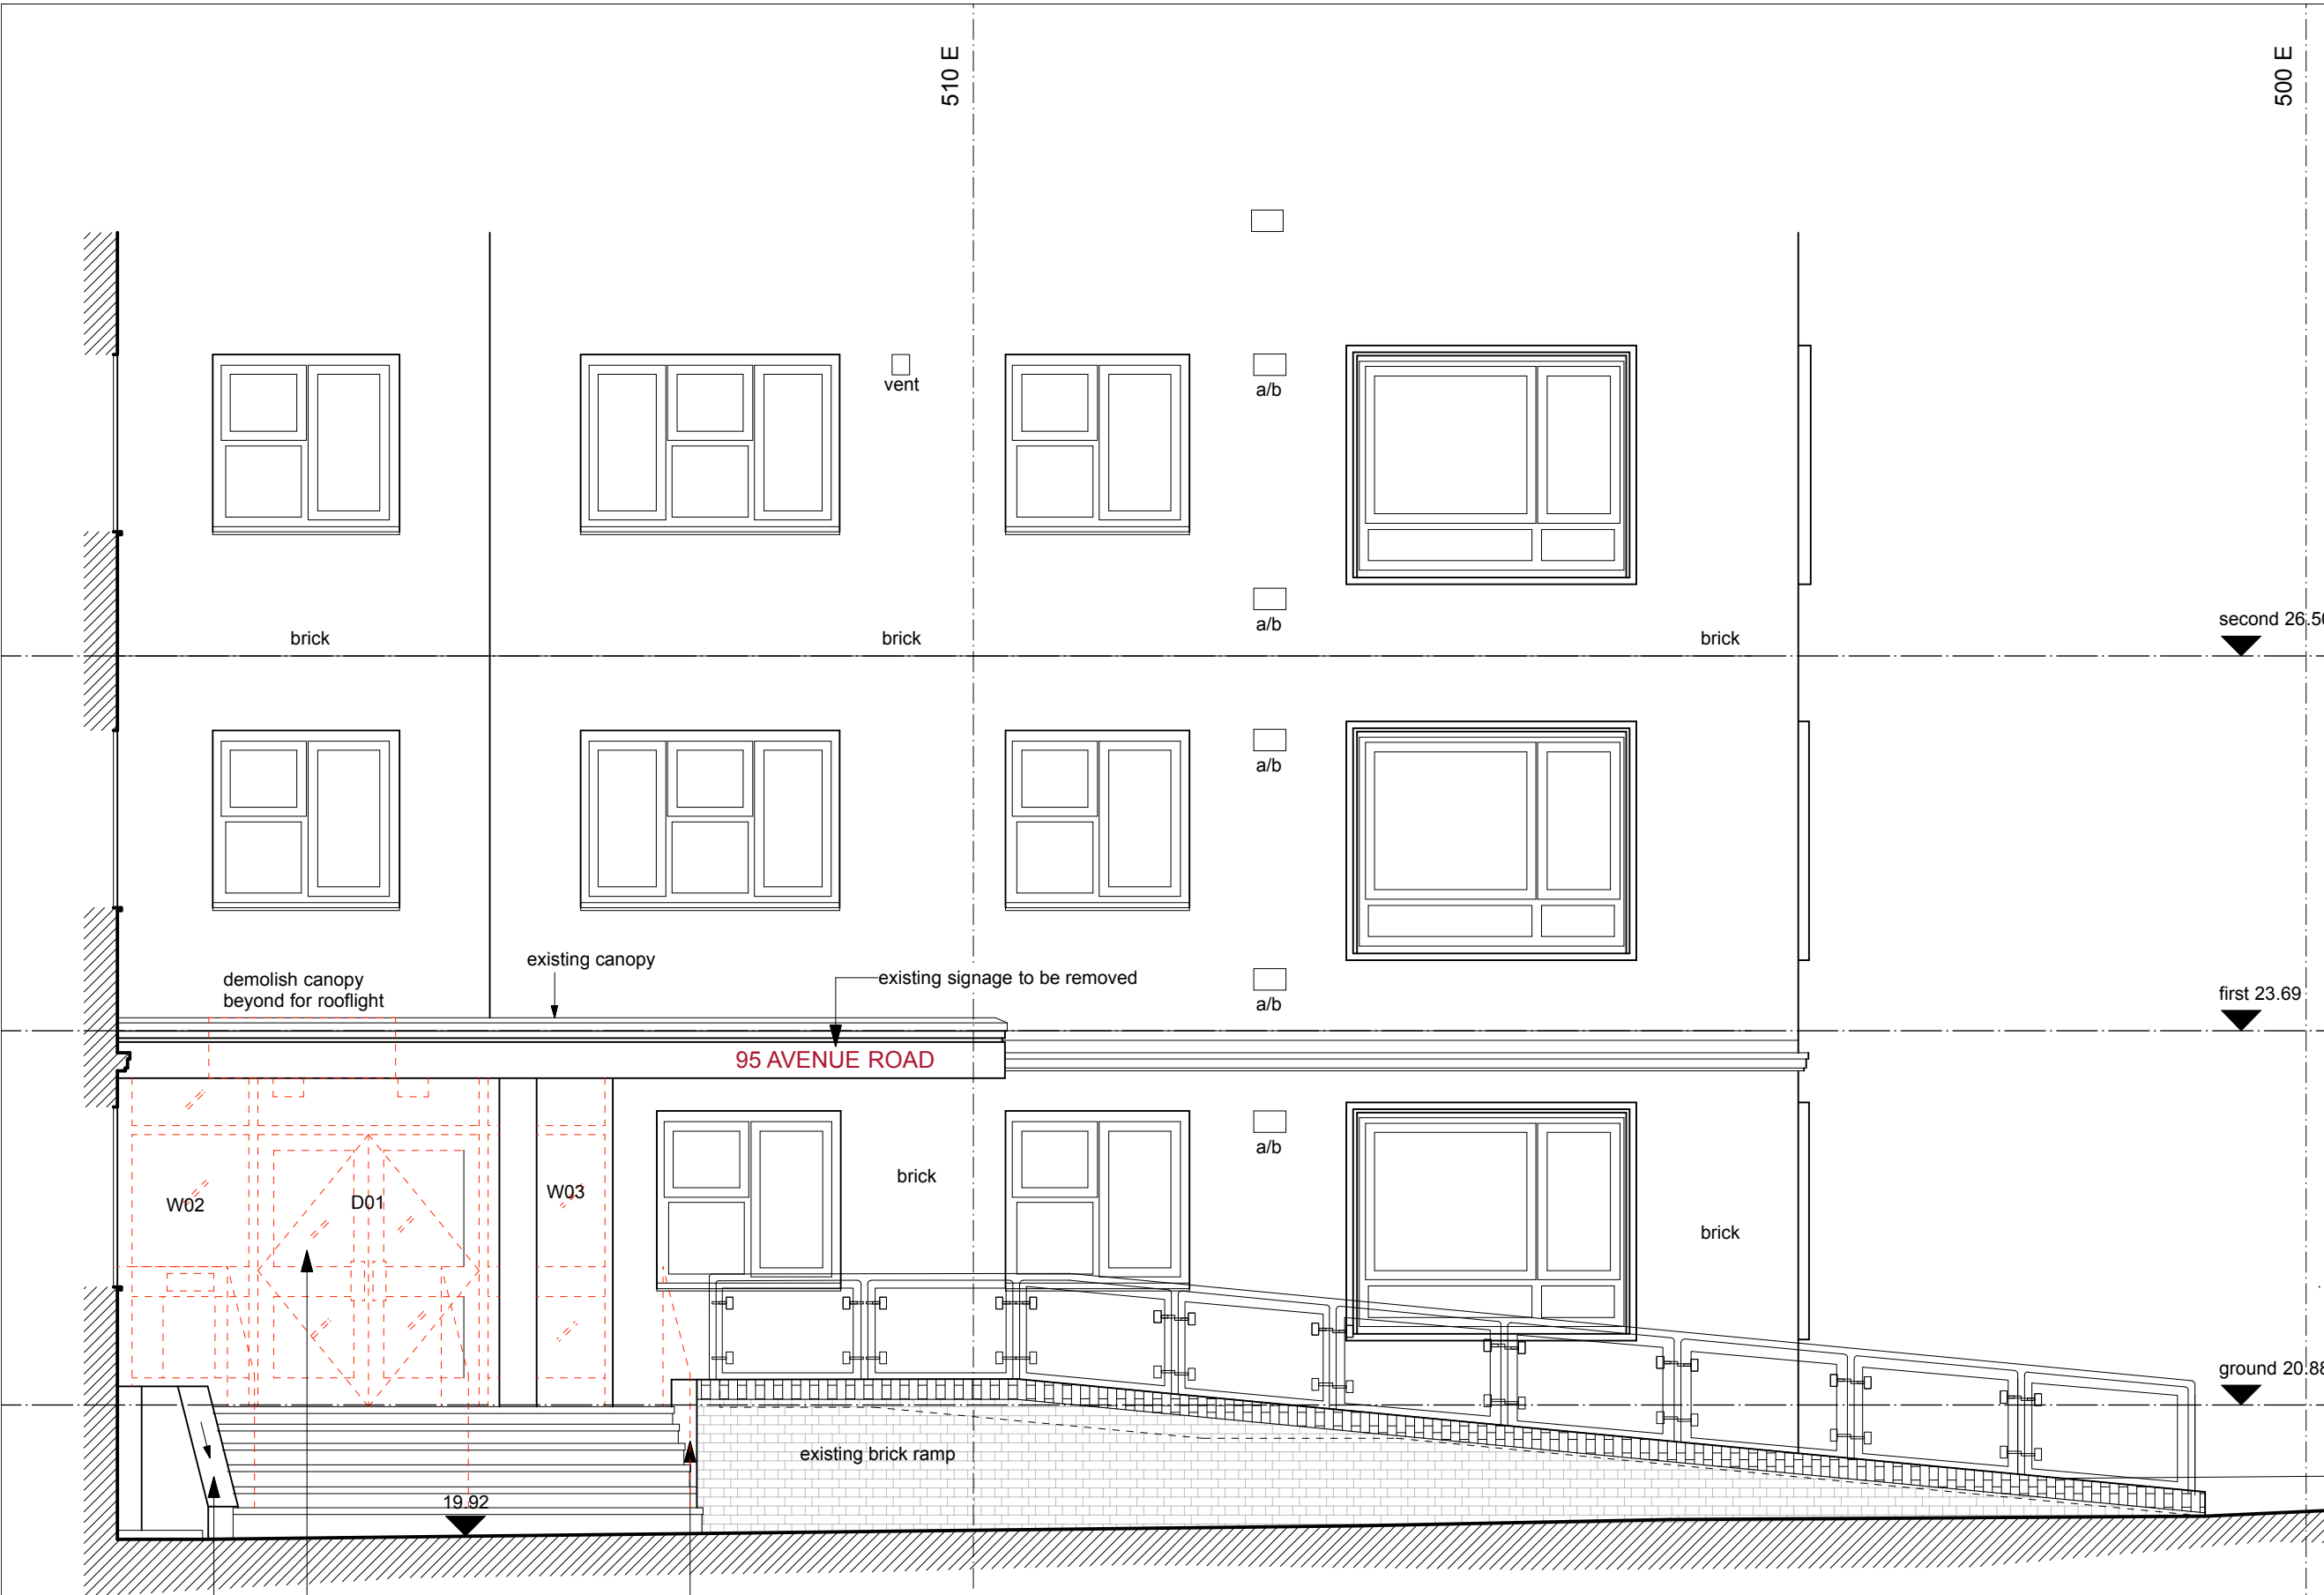 510 E
500 E
vent
a/b
a/b
second 26.50
brick
brick
brick
a/b
existing canopy
demolish canopy
beyond for rooflight
existing signage to be removed
a/b
first 23.69
95 AVENUE ROAD
a/b
brick
W02
D01
W03
brick
ground 20.88
existing brick ramp
19.92